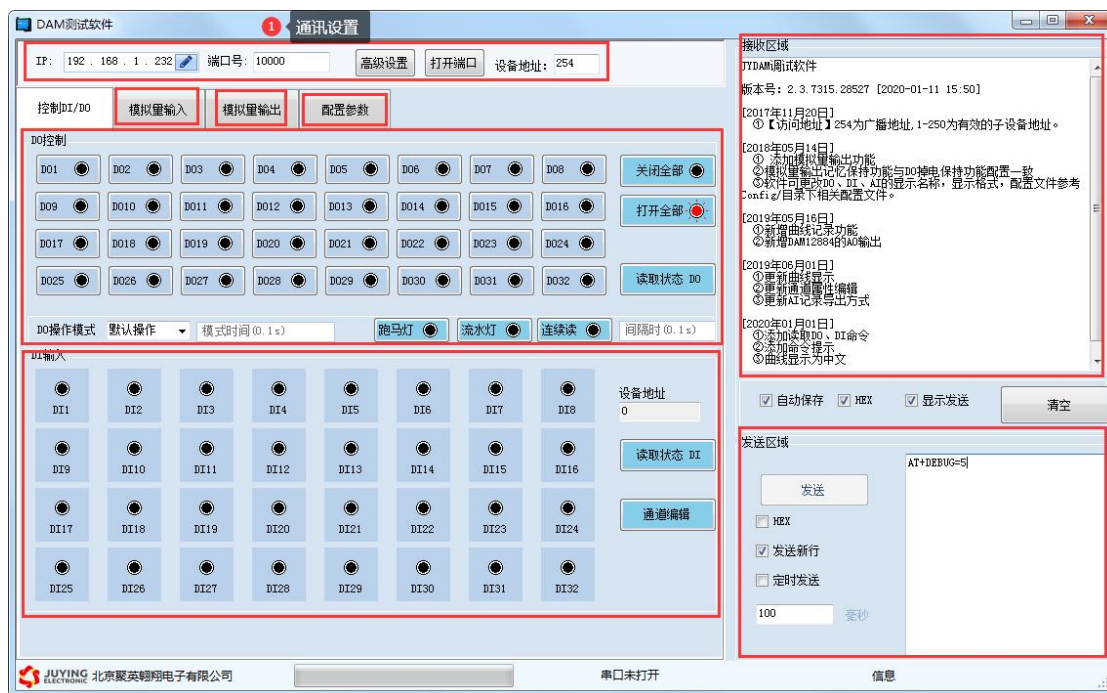 DAM测试软件
1 通讯设置
IP: 192 . 168 . 1 . 232 端口号: 10000 高级设置 打开端口 设备地址: 254
控制DI/DO 模拟量输入 模拟量输出 配置参数
DO控制
DO1 DO2 DO3 DO4 DO5 DO6 DO7 DO8 关闭全部
DO9 DO10 DO11 DO12 DO13 DO14 DO15 DO16 打开全部
DO17 DO18 DO19 DO20 DO21 DO22 DO23 DO24
DO25 DO26 DO27 DO28 DO29 DO30 DO31 DO32 读取状态 DO
DO操作模式 默认操作 模式时间(0.1s) 跑马灯 流水灯 连续读 间隔时(0.1s)
DI输入
DI1 DI2 DI3 DI4 DI5 DI6 DI7 DI8
设备地址
0
DI9 DI10 DI11 DI12 DI13 DI14 DI15 DI16
读取状态 DI
DI17 DI18 DI19 DI20 DI21 DI22 DI23 DI24
通道编辑
DI25 DI26 DI27 DI28 DI29 DI30 DI31 DI32
接收区域
JYDAM调试软件
版本号: 2.3.7315.28527 [2020-01-11 15:50]
[2017年11月20日]
①【访问地址】254为广播地址,1-250为有效的子设备地址。
[2018年05月14日]
① 添加模拟量输出功能
②模拟量输出记忆保持功能与DO掉电保持功能配置一致
③软件可更改DO、DI、AI的显示名称，显示格式，配置文件参考
Config/目录下相关配置文件。
[2019年05月16日]
①新增曲线记录功能
②新增DAM12884的AO输出
[2019年06月01日]
①更新曲线显示
②更新通道属性编辑
③更新AI记录导出方式
[2020年01月01日]
①添加读取DO、DI命令
②添加命令提示
③曲线显示为中文
自动保存 HEX 显示发送 清空
发送区域
AT+DEBUG=5
发送
HEX
发送新行
定时发送
100 毫秒
JUYING ELECTRONIC 北京聚英翱翔电子有限公司 串口未打开 信息